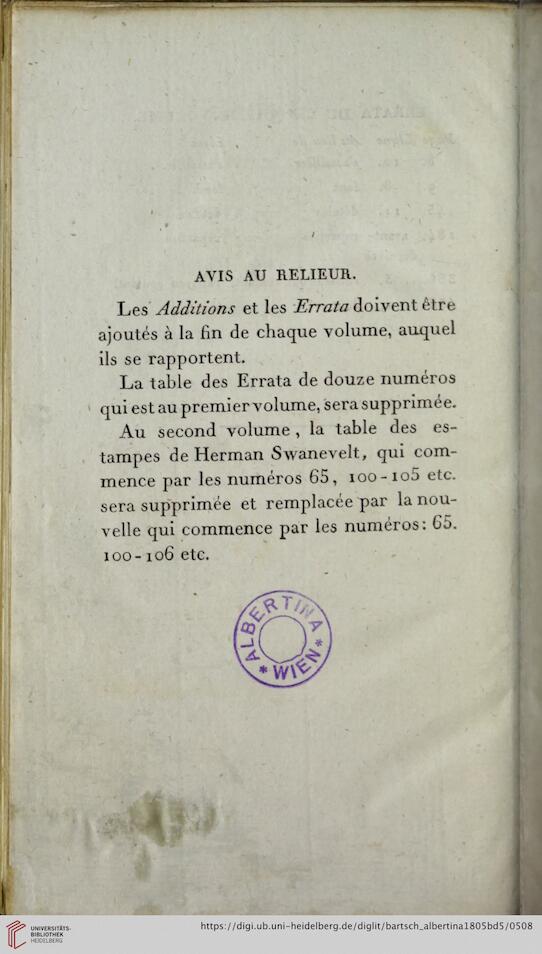 AVIS AU RELIEUR.
Les Additions et les Errata doivent être
ajoutés à la fin de chaque volume, auquel
ils se rapportent.
La table des Errata de douze numéros
qui est au premier volume, sera supprimée.
Au second volume, la table des es-
tampes de Herman Swanevelt, qui com-
mence par les numéros 65, 100-105 etc.
sera supprimée et remplacée par la nou-
velle qui commence par les numéros: 65.
100-106 etc.
ALBERTINA
* WIEN *
UNIVERSITÄTS-
BIBLIOTHEK
HEIDELBERG
https://digi.ub.uni-heidelberg.de/diglit/bartsch_albertina1805bd5/0508